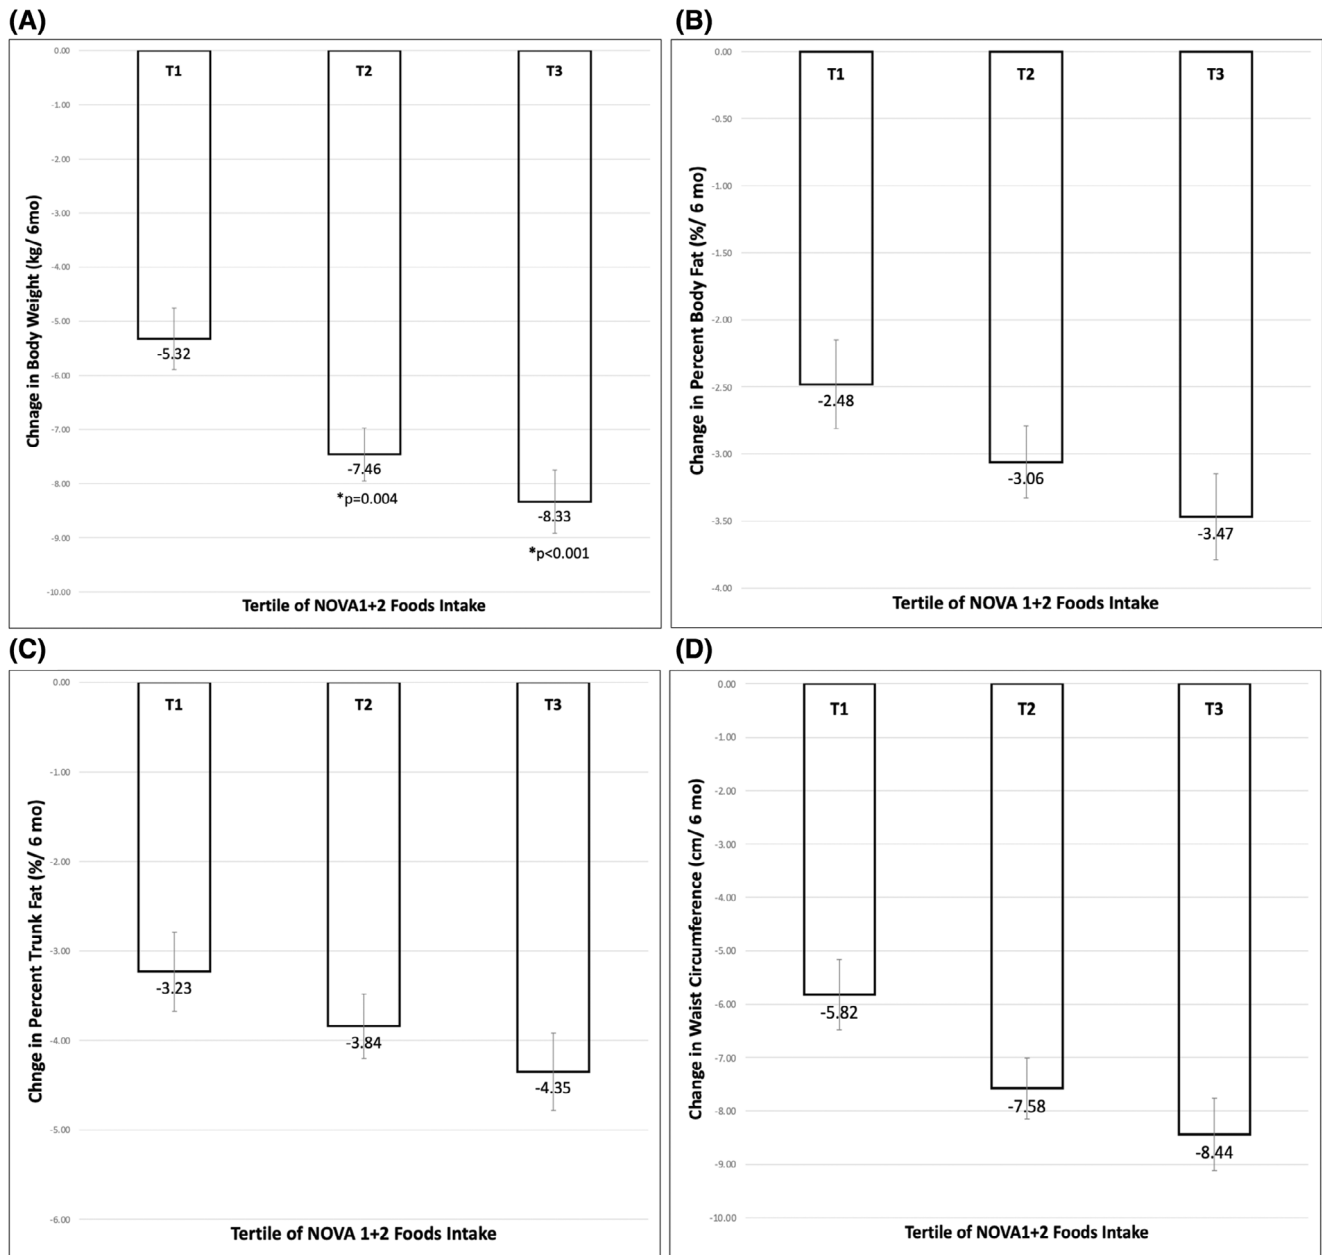 (A)
0.00
T1
T2
T3
-1.00
-2.00
-3.00
-4.00
-5.00
-6.00
-7.00
-8.00
-9.00
-10.00
Chnage in Body Weight (kg/ 6mo)
-5.32
-7.46
*p=0.004
-8.33
*p<0.001
Tertile of NOVA1+2 Foods Intake
(B)
0.00
T1
T2
T3
-0.50
-1.00
-1.50
-2.00
-2.50
-3.00
-3.50
-4.00
Change in Percent Body Fat (%/ 6 mo)
-2.48
-3.06
-3.47
Tertile of NOVA 1+2 Foods Intake
(C)
0.00
T1
T2
T3
-1.00
-2.00
-3.00
-4.00
-5.00
-6.00
Chnge in Percent Trunk Fat (%/ 6 mo)
-3.23
-3.84
-4.35
Tertile of NOVA 1+2 Foods Intake
(D)
0.00
T1
T2
T3
-1.00
-2.00
-3.00
-4.00
-5.00
-6.00
-7.00
-8.00
-9.00
-10.00
Change in Waist Circumference (cm/ 6 mo)
-5.82
-7.58
-8.44
Tertile of NOVA1+2 Foods Intake